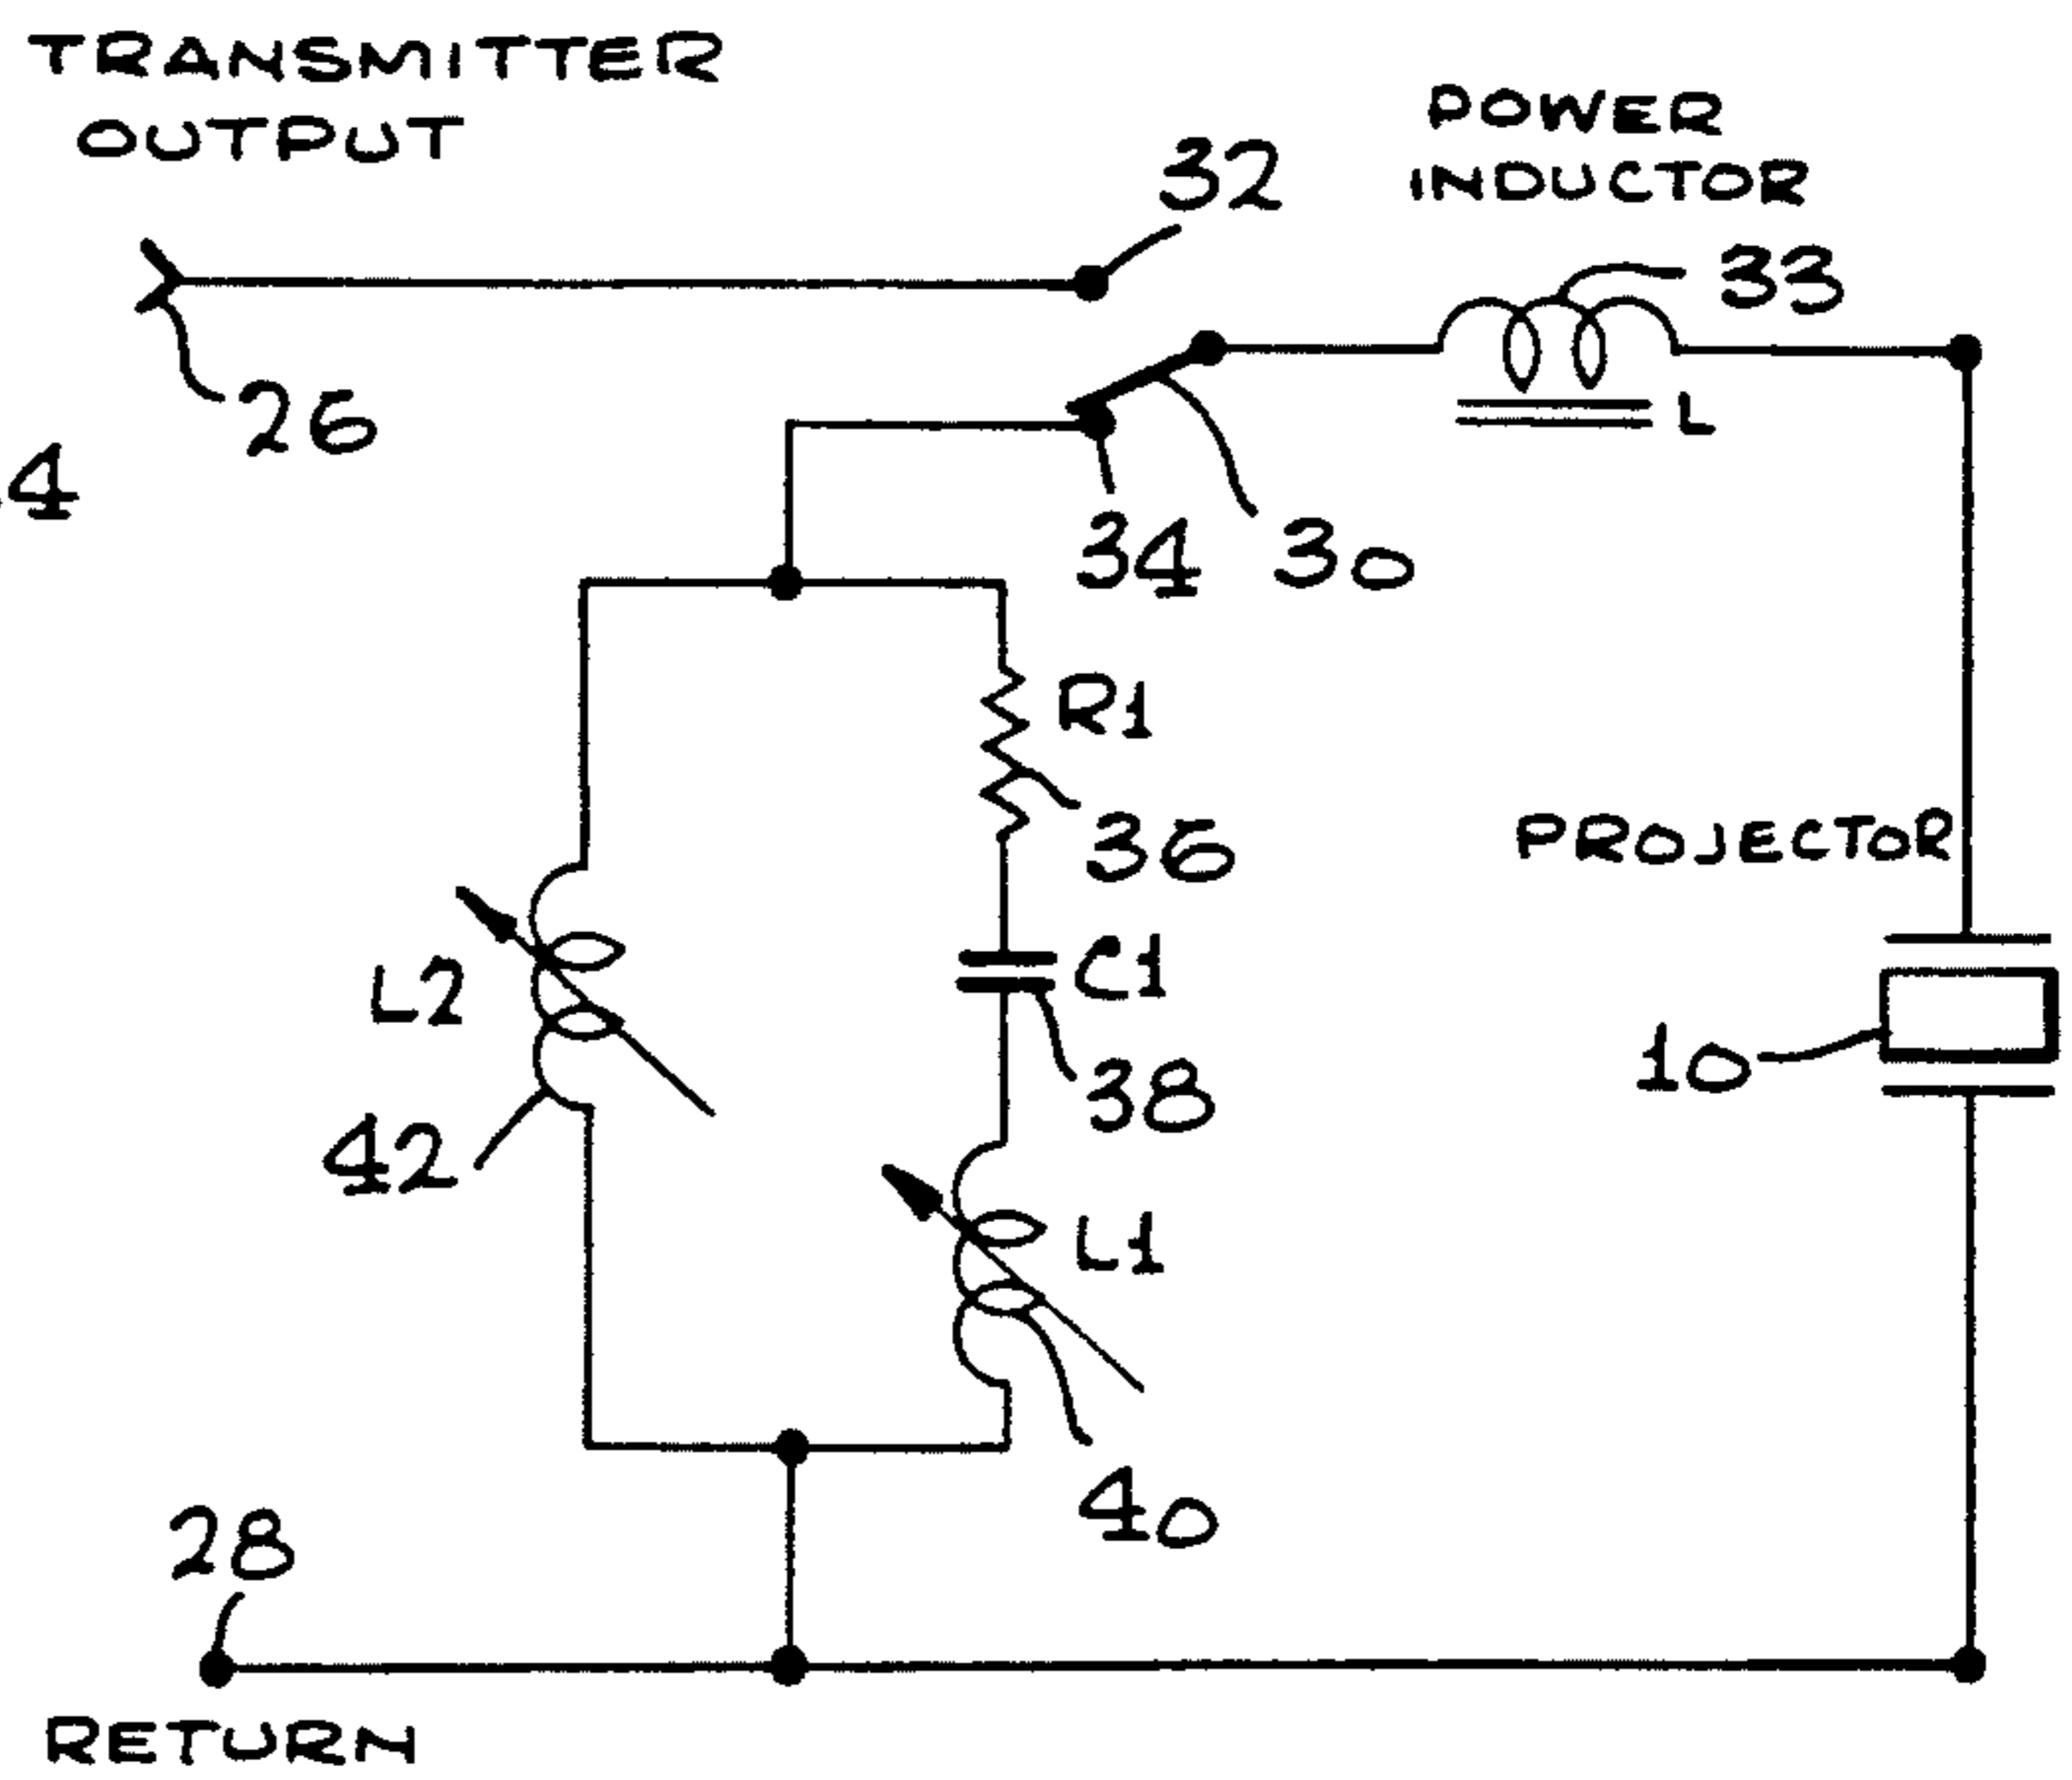 TRANSMITTER
OUTPUT
POWER
INDUCTOR
32
33
26
L
4
34
30
R1
36
PROJECTOR
L2
C1
10
38
42
L1
40
28
RETURN